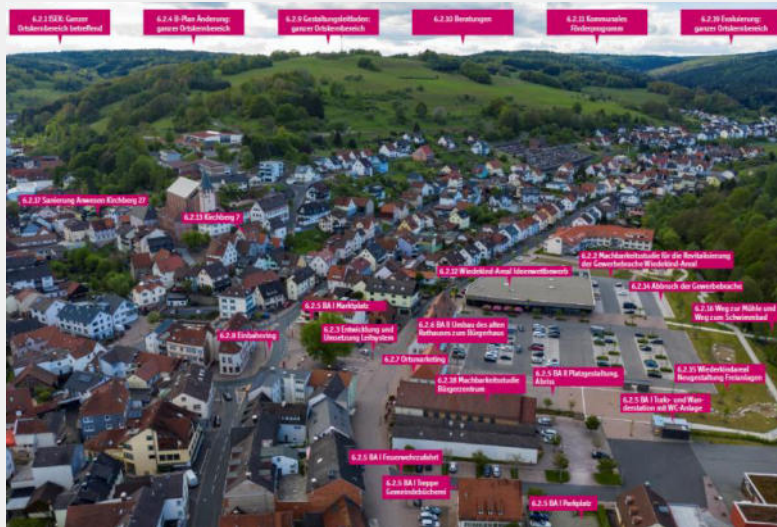 6.2.1 ISEK: Ganzer
Ortskernbereich betreffend
6.2.4 B-Plan Änderung:
ganzer Ortskernbereich
6.2.9 Gestaltungsleitfaden:
ganzer Ortskernbereich
6.2.10 Beratungen
6.2.11 Kommunales
Förderprogramm
6.2.19 Evaluierung:
ganzer Ortskernbereich
6.2.17 Sanierung Anwesen Kirchberg 27
6.2.13 Kirchberg 7
6.2.2 Machbarkeitsstudie für die Revitalisierung
der Gewerbebrache Wiedekind-Areal
6.2.12 Wiedekind-Areal Ideenwettbewerb
6.2.14 Abbruch der Gewerbebrache
6.2.5 BA I Marktplatz
6.2.16 Weg zur Mühle und
Weg zum Schwimmbad
6.2.8 Einbahnring
6.2.3 Entwicklung und
Umsetzung Leitsystem
6.2.6 BA II Umbau des alten
Rathauses zum Bürgerhaus
6.2.7 Ortsmarketing
6.2.18 Machbarkeitsstudie
Bürgerzentrum
6.2.5 BA II Platzgestaltung,
Abriss
6.2.15 Wiederkindareal
Neugestaltung Freianlagen
6.2.5 BA I Turko- und Wan-
derstation mit WC-Anlage
6.2.5 BA I Feuerwehrzufahrt
6.2.5 BA I Treppe
Gemeindebücherei
6.2.5 BA I Parkplatz